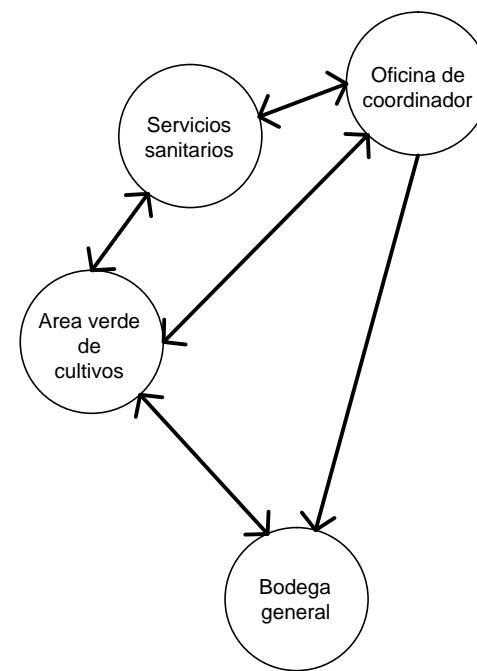 Oficina de
coordinador
Servicios
sanitarios
Area verde
de
cultivos
Bodega
general